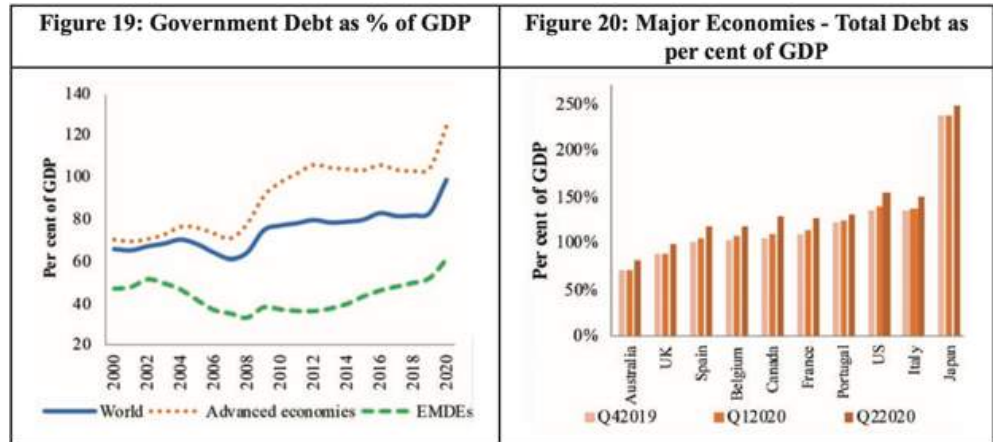 Figure 19: Government Debt as % of GDP
140
120
100
80
60
40
20
Per cent of GDP
2000
2002
2004
2006
2008
2010
2012
2014
2016
2018
2020
World
Advanced economies
EMDEs
Figure 20: Major Economies - Total Debt as
per cent of GDP
250%
200%
150%
100%
50%
0%
Per cent of GDP
Australia
UK
Spain
Belgium
Canada
France
Portugal
US
Italy
Japan
Q42019
Q12020
Q22020